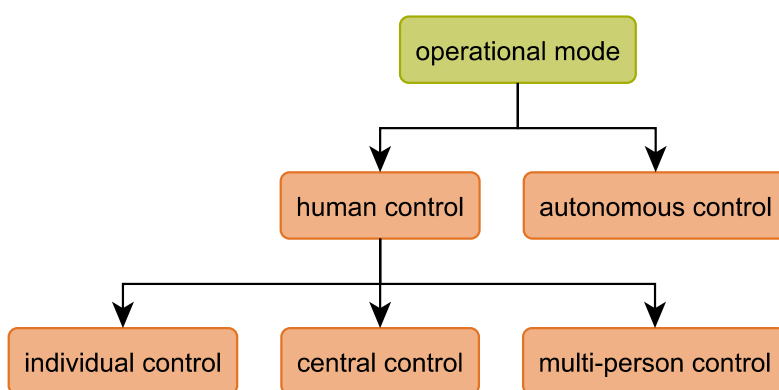 operational mode
human control
autonomous control
individual control
central control
multi-person control